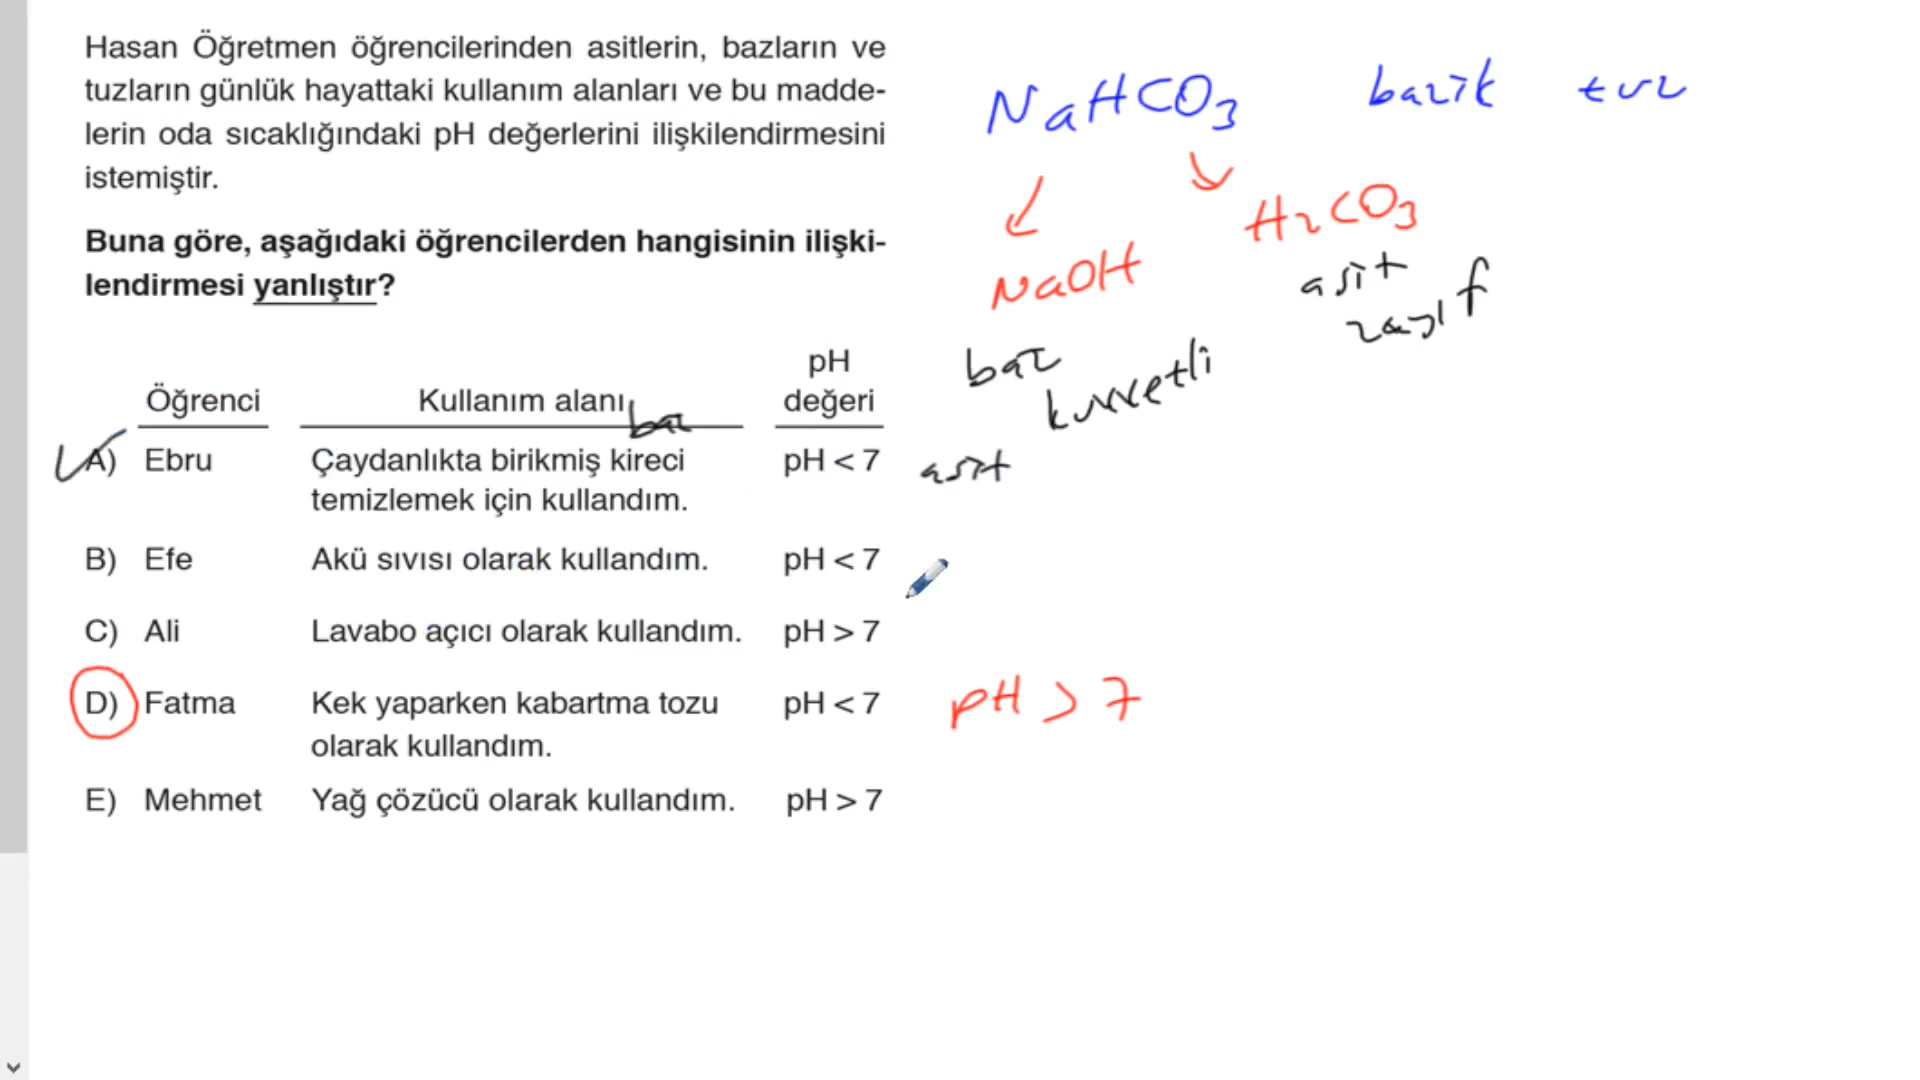 Hasan Öğretmen öğrencilerinden asitlerin, bazların ve
tuzların günlük hayattaki kullanım alanları ve bu madde-
lerin oda sıcaklığındaki pH değerlerini ilişkilendirmesini
istemiştir.
Buna göre, aşağıdaki öğrencilerden hangisinin ilişki-
lendirmesi yanlıştır?
Öğrenci Kullanım alanı pH değeri
baz
A) Ebru Çaydanlıkta birikmiş kireci pH < 7 asit
temizlemek için kullandım.
B) Efe Akü sıvısı olarak kullandım. pH < 7
C) Ali Lavabo açıcı olarak kullandım. pH > 7
D) Fatma Kek yaparken kabartma tozu pH < 7 pH > 7
olarak kullandım.
E) Mehmet Yağ çözücü olarak kullandım. pH > 7
NaHCO3 bazik tuz
NaOH H2CO3
baz kuvvetli
asit zayıf